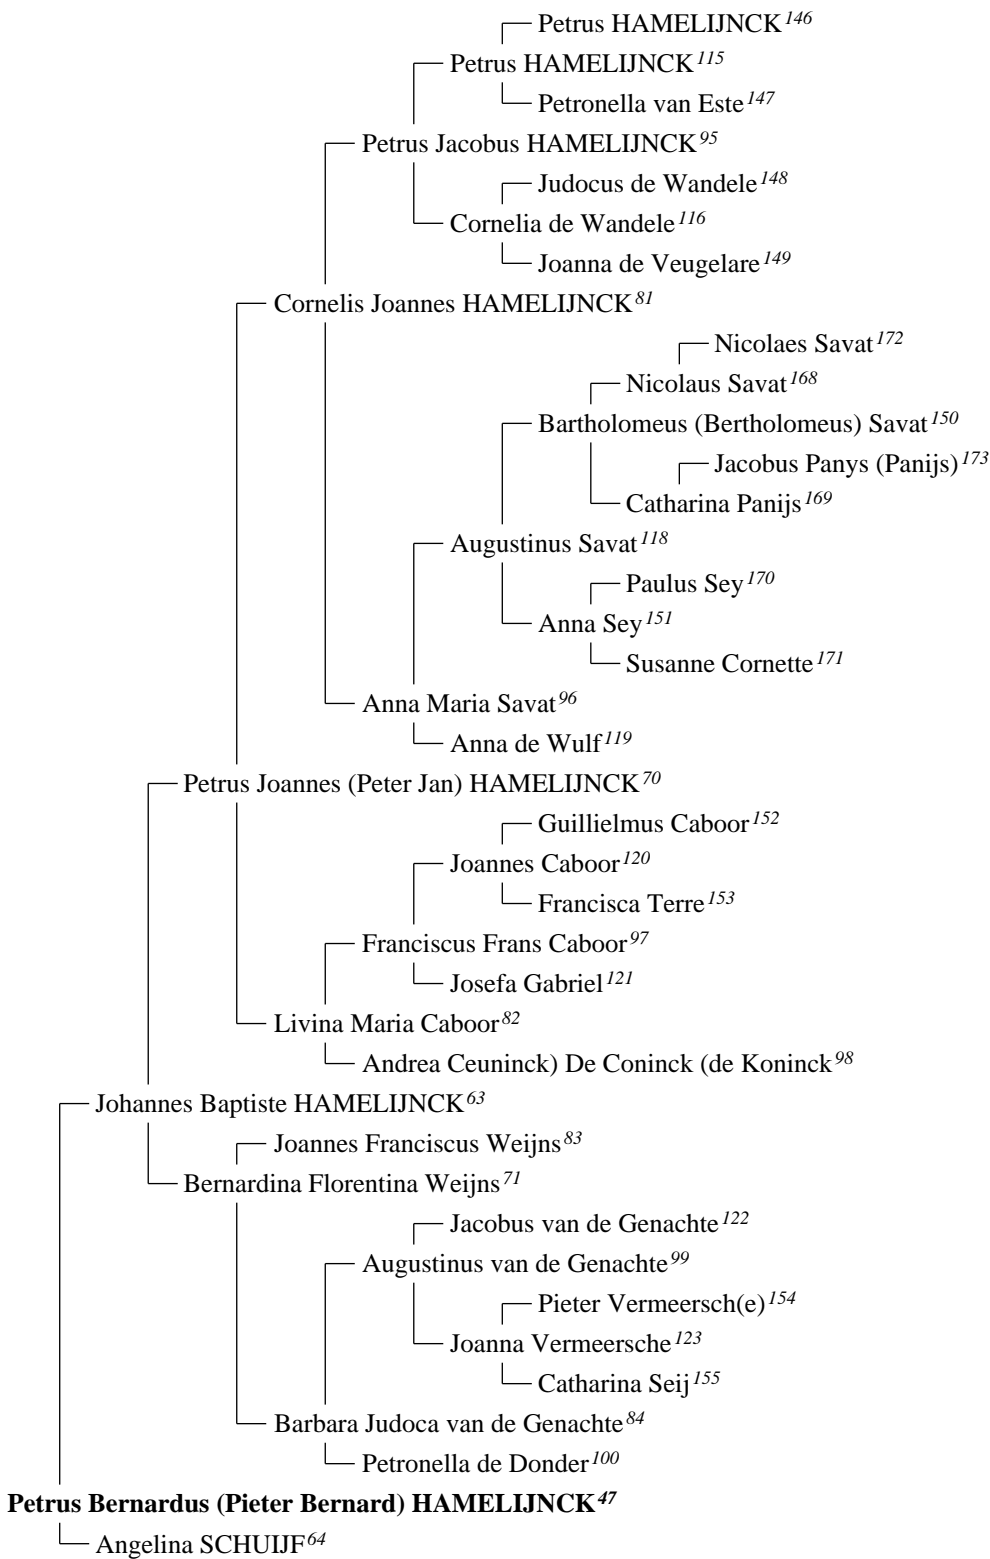 Petrus HAMELIJNCK146
Petrus HAMELIJNCK115
Petronella van Este147
Petrus Jacobus HAMELIJNCK95
Judocus de Wandele148
Cornelia de Wandele116
Joanna de Veugelare149
Cornelis Joannes HAMELIJNCK81
Nicolaes Savat172
Nicolaus Savat168
Bartholomeus (Bertholomeus) Savat150
Jacobus Panys (Panijs)173
Catharina Panijs169
Augustinus Savat118
Paulus Sey170
Anna Sey151
Susanne Cornette171
Anna Maria Savat96
Anna de Wulf119
Petrus Joannes (Peter Jan) HAMELIJNCK70
Guillielmus Caboor152
Joannes Caboor120
Francisca Terre153
Franciscus Frans Caboor97
Josefa Gabriel121
Livina Maria Caboor82
Andrea Ceuninck) De Coninck (de Koninck98
Johannes Baptiste HAMELIJNCK63
Joannes Franciscus Weijns83
Bernardina Florentina Weijns71
Jacobus van de Genachte122
Augustinus van de Genachte99
Pieter Vermeersch(e)154
Joanna Vermeersche123
Catharina Seij155
Barbara Judoca van de Genachte84
Petronella de Donder100
Petrus Bernardus (Pieter Bernard) HAMELIJNCK47
Angelina SCHUIJF64